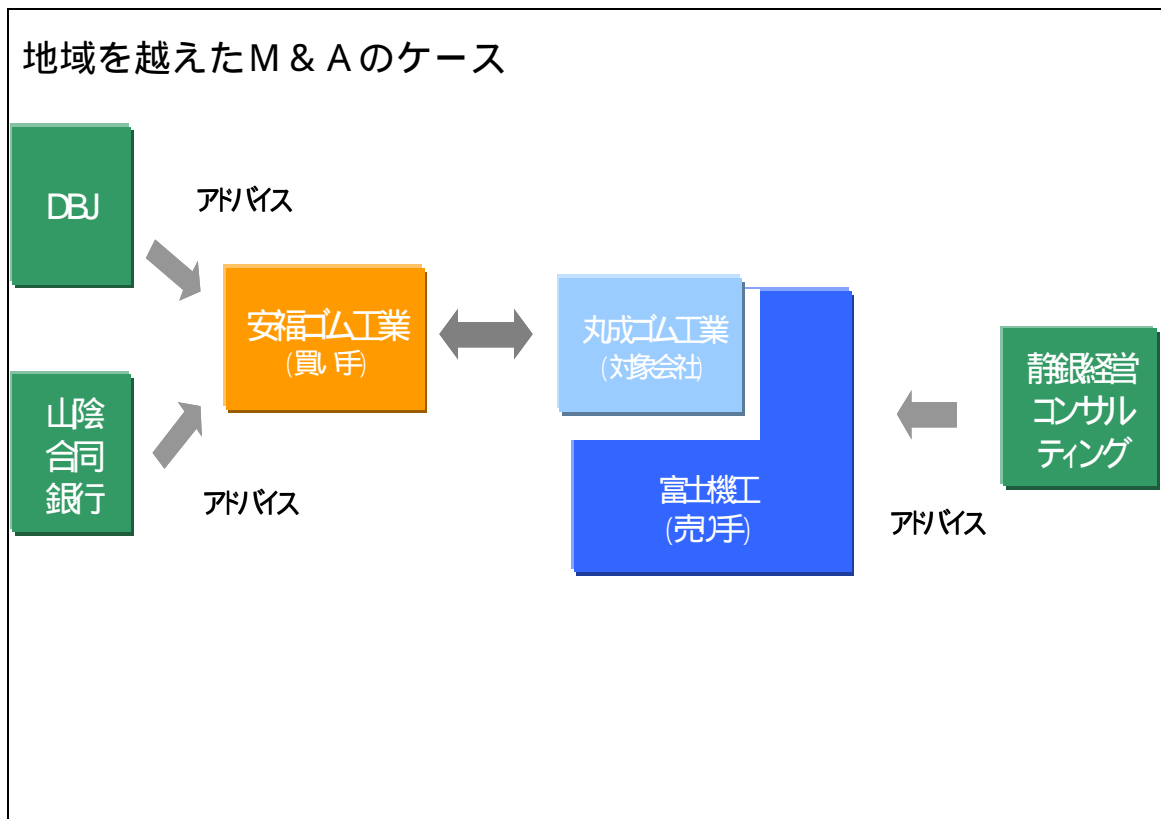 地域を越えたM&Aのケース
DBJ
アドバイス
安福ゴム工業
(買い手)
丸成ゴム工業
(対象会社)
静銀経営
コンサル
ティング
山陰
合同
銀行
アドバイス
富士機工
(売り手)
アドバイス